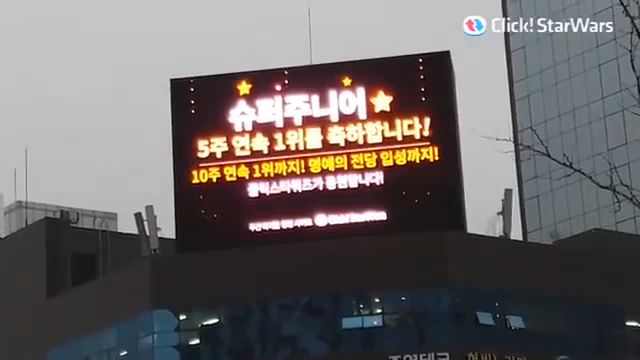 Click! StarWars
슈퍼주니어
5주 연속 1위를 축하합니다!
10주 연속 1위까지! 명예의 전당 입성까지!
클릭스타워즈가 응원합니다!
Click! StarWars